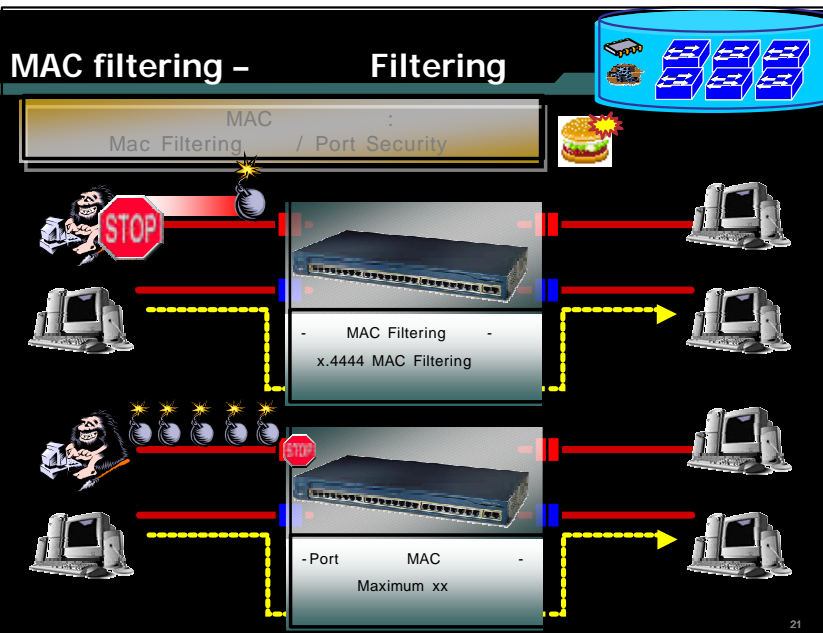 MAC filtering – Filtering
MAC :
Mac Filtering / Port Security
STOP
- MAC Filtering -
x.4444 MAC Filtering
STOP
-Port MAC -
Maximum xx
21